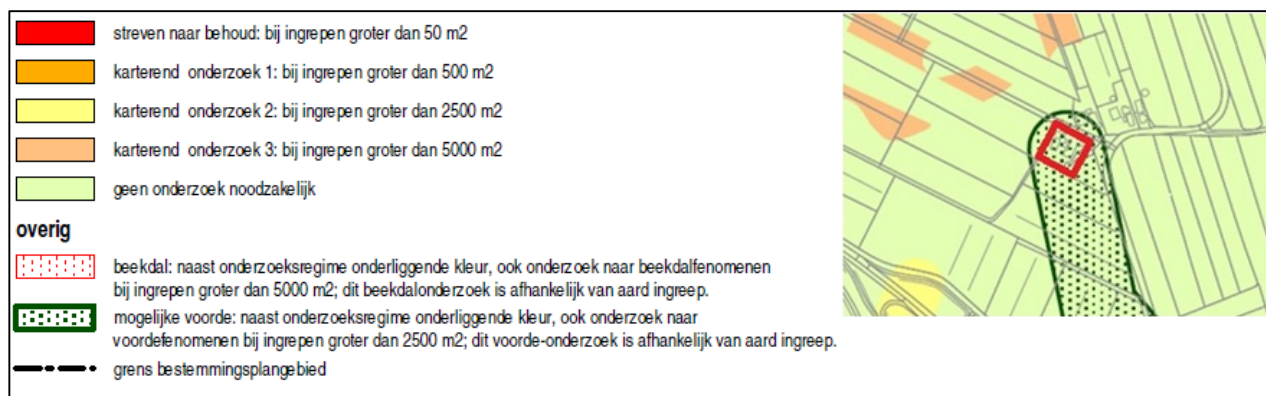 streven naar behoud: bij ingrepen groter dan 50 m2
karterend onderzoek 1: bij ingrepen groter dan 500 m2
karterend onderzoek 2: bij ingrepen groter dan 2500 m2
karterend onderzoek 3: bij ingrepen groter dan 5000 m2
geen onderzoek noodzakelijk
overig
beekdal: naast onderzoeksregime onderliggende kleur, ook onderzoek naar beekdalfenomenen
bij ingrepen groter dan 5000 m2; dit beekdalonderzoek is afhankelijk van aard ingreep.
mogelijke voorde: naast onderzoeksregime onderliggende kleur, ook onderzoek naar
voordefenomenen bij ingrepen groter dan 2500 m2; dit voorde-onderzoek is afhankelijk van aard ingreep.
grens bestemmingsplangebied